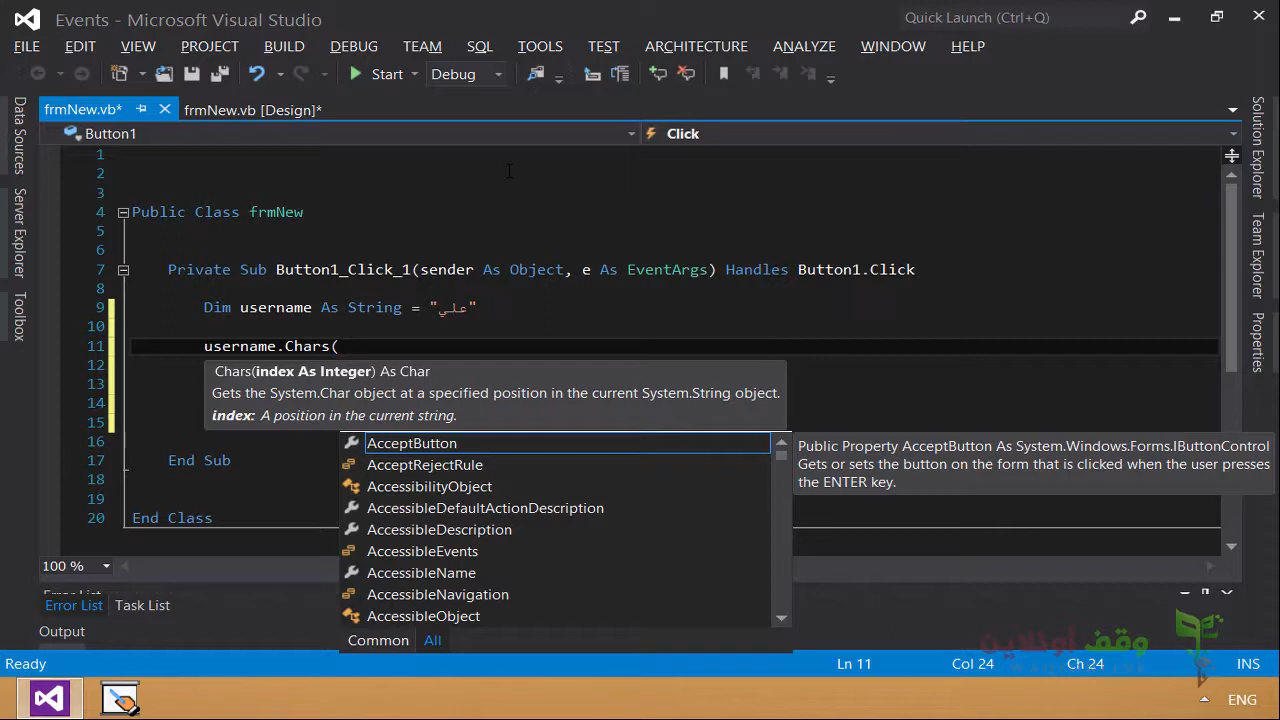 Events - Microsoft Visual Studio
Quick Launch (Ctrl+Q)
FILE EDIT VIEW PROJECT BUILD DEBUG TEAM SQL TOOLS TEST ARCHITECTURE ANALYZE WINDOW HELP
Start Debug
frmNew.vb* frmNew.vb [Design]*
Button1 Click
Data Sources
Server Explorer
Toolbox
Solution Explorer
Team Explorer
Properties
1
2
3
4 Public Class frmNew
5
6
7 Private Sub Button1_Click_1(sender As Object, e As EventArgs) Handles Button1.Click
8
9 Dim username As String = "علي"
10
11 username.Chars(
12
13
14
15
16
17 End Sub
18
19
20 End Class
Chars(index As Integer) As Char
Gets the System.Char object at a specified position in the current System.String object.
index: A position in the current string.
AcceptButton
AcceptRejectRule
AccessibilityObject
AccessibleDefaultActionDescription
AccessibleDescription
AccessibleEvents
AccessibleName
AccessibleNavigation
AccessibleObject
Common All
Public Property AcceptButton As System.Windows.Forms.IButtonControl
Gets or sets the button on the form that is clicked when the user presses
the ENTER key.
100 %
Error List
Error List Task List
Output
وقف أونلاين
Ready Ln 11 Col 24 Ch 24 INS
ENG